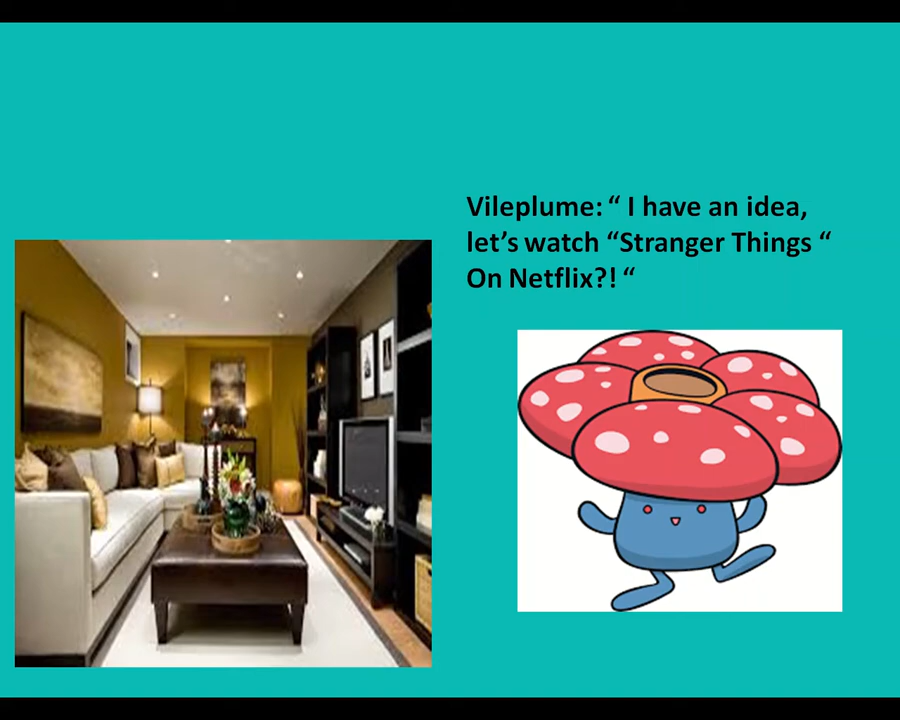 Vileplume: “ I have an idea,
let’s watch “Stranger Things “
On Netflix?! “